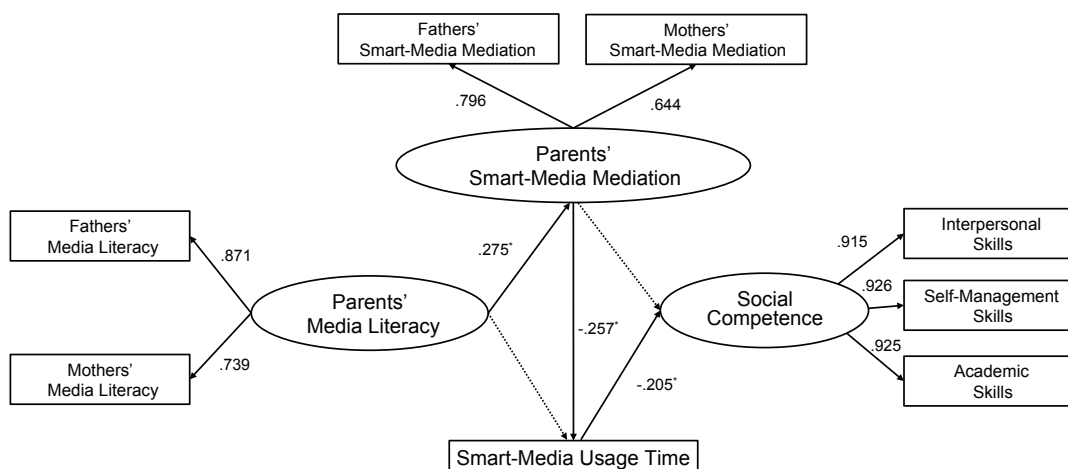 Fathers’
Smart-Media Mediation
Mothers’
Smart-Media Mediation
.796
.644
Parents’
Smart-Media Mediation
Fathers’
Media Literacy
Interpersonal
Skills
.871
.275*
.915
Parents’
Media Literacy
Social
Competence
.926
Self-Management
Skills
-.257*
.739
.925
Mothers’
Media Literacy
-.205*
Academic
Skills
Smart-Media Usage Time